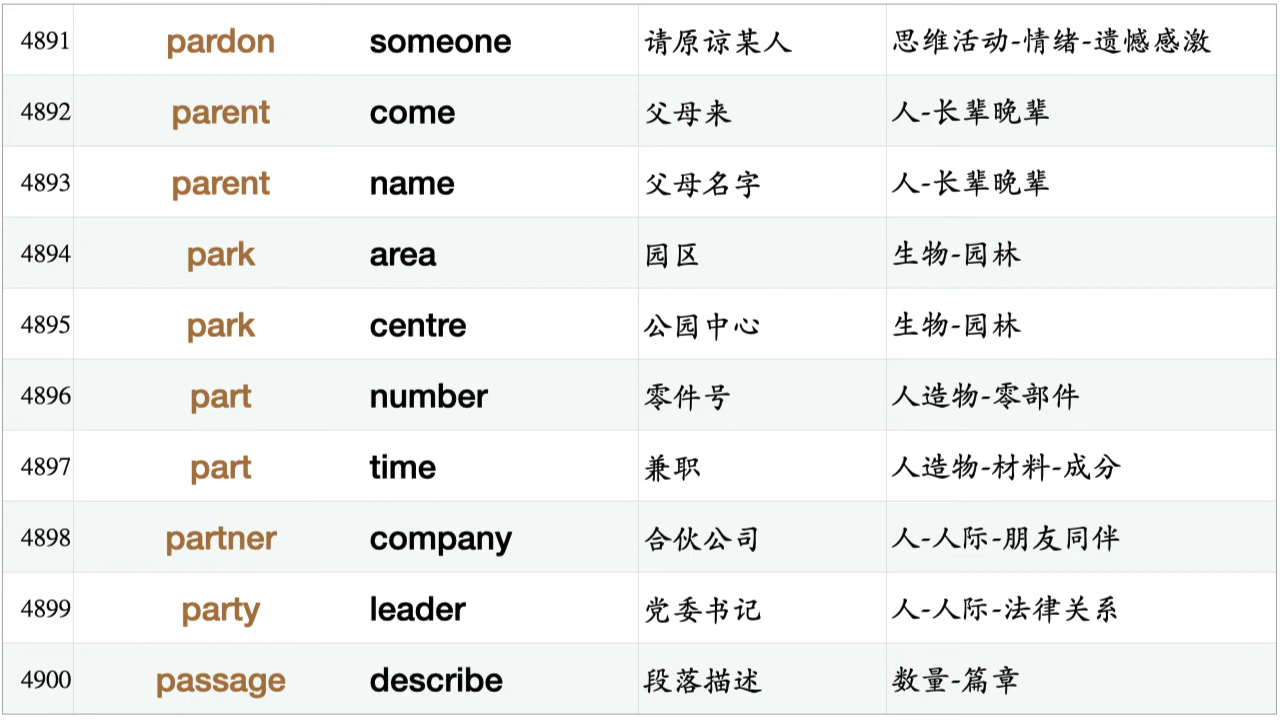 4891 pardon someone 请原谅某人 思维活动-情绪-遗憾感激
4892 parent come 父母来 人-长辈晚辈
4893 parent name 父母名字 人-长辈晚辈
4894 park area 园区 生物-园林
4895 park centre 公园中心 生物-园林
4896 part number 零件号 人造物-零部件
4897 part time 兼职 人造物-材料-成分
4898 partner company 合伙公司 人-人际-朋友同伴
4899 party leader 党委书记 人-人际-法律关系
4900 passage describe 段落描述 数量-篇章